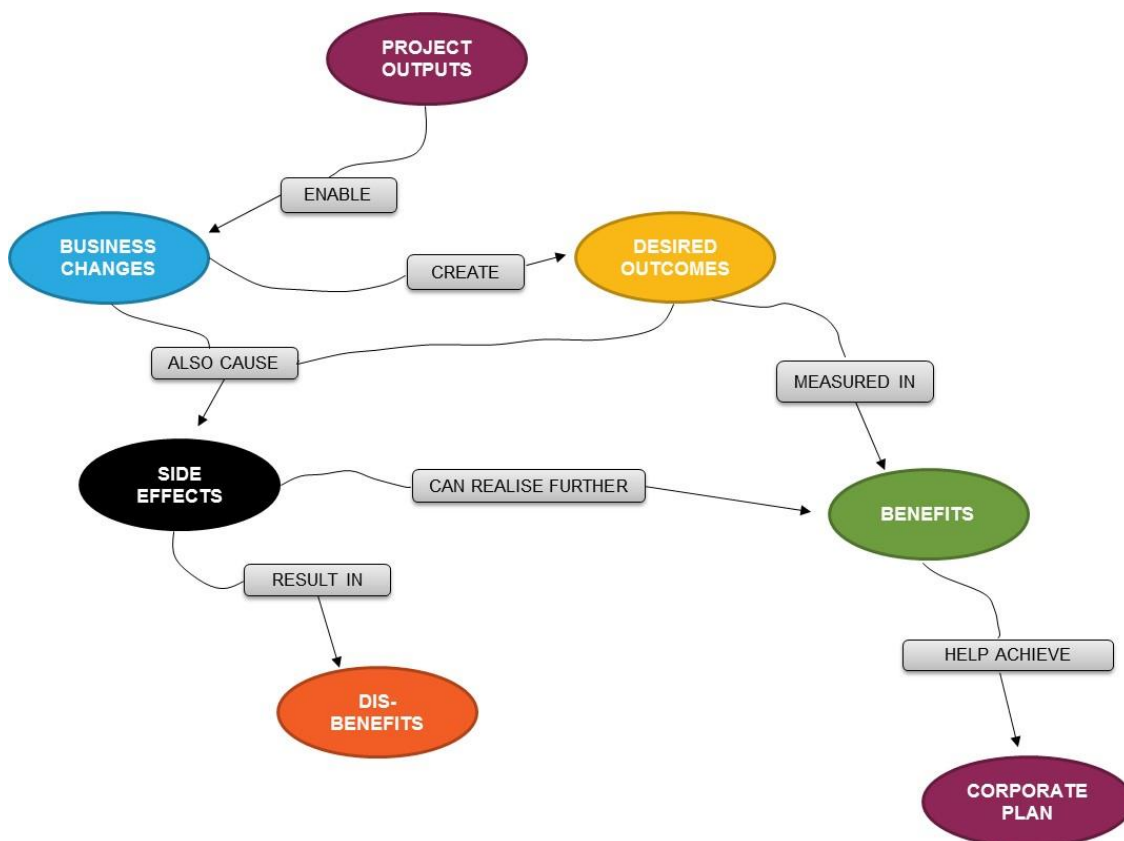 PROJECT
OUTPUTS
ENABLE
BUSINESS
CHANGES
CREATE
DESIRED
OUTCOMES
ALSO CAUSE
MEASURED IN
SIDE
EFFECTS
CAN REALISE FURTHER
BENEFITS
RESULT IN
HELP ACHIEVE
DIS-
BENEFITS
CORPORATE
PLAN